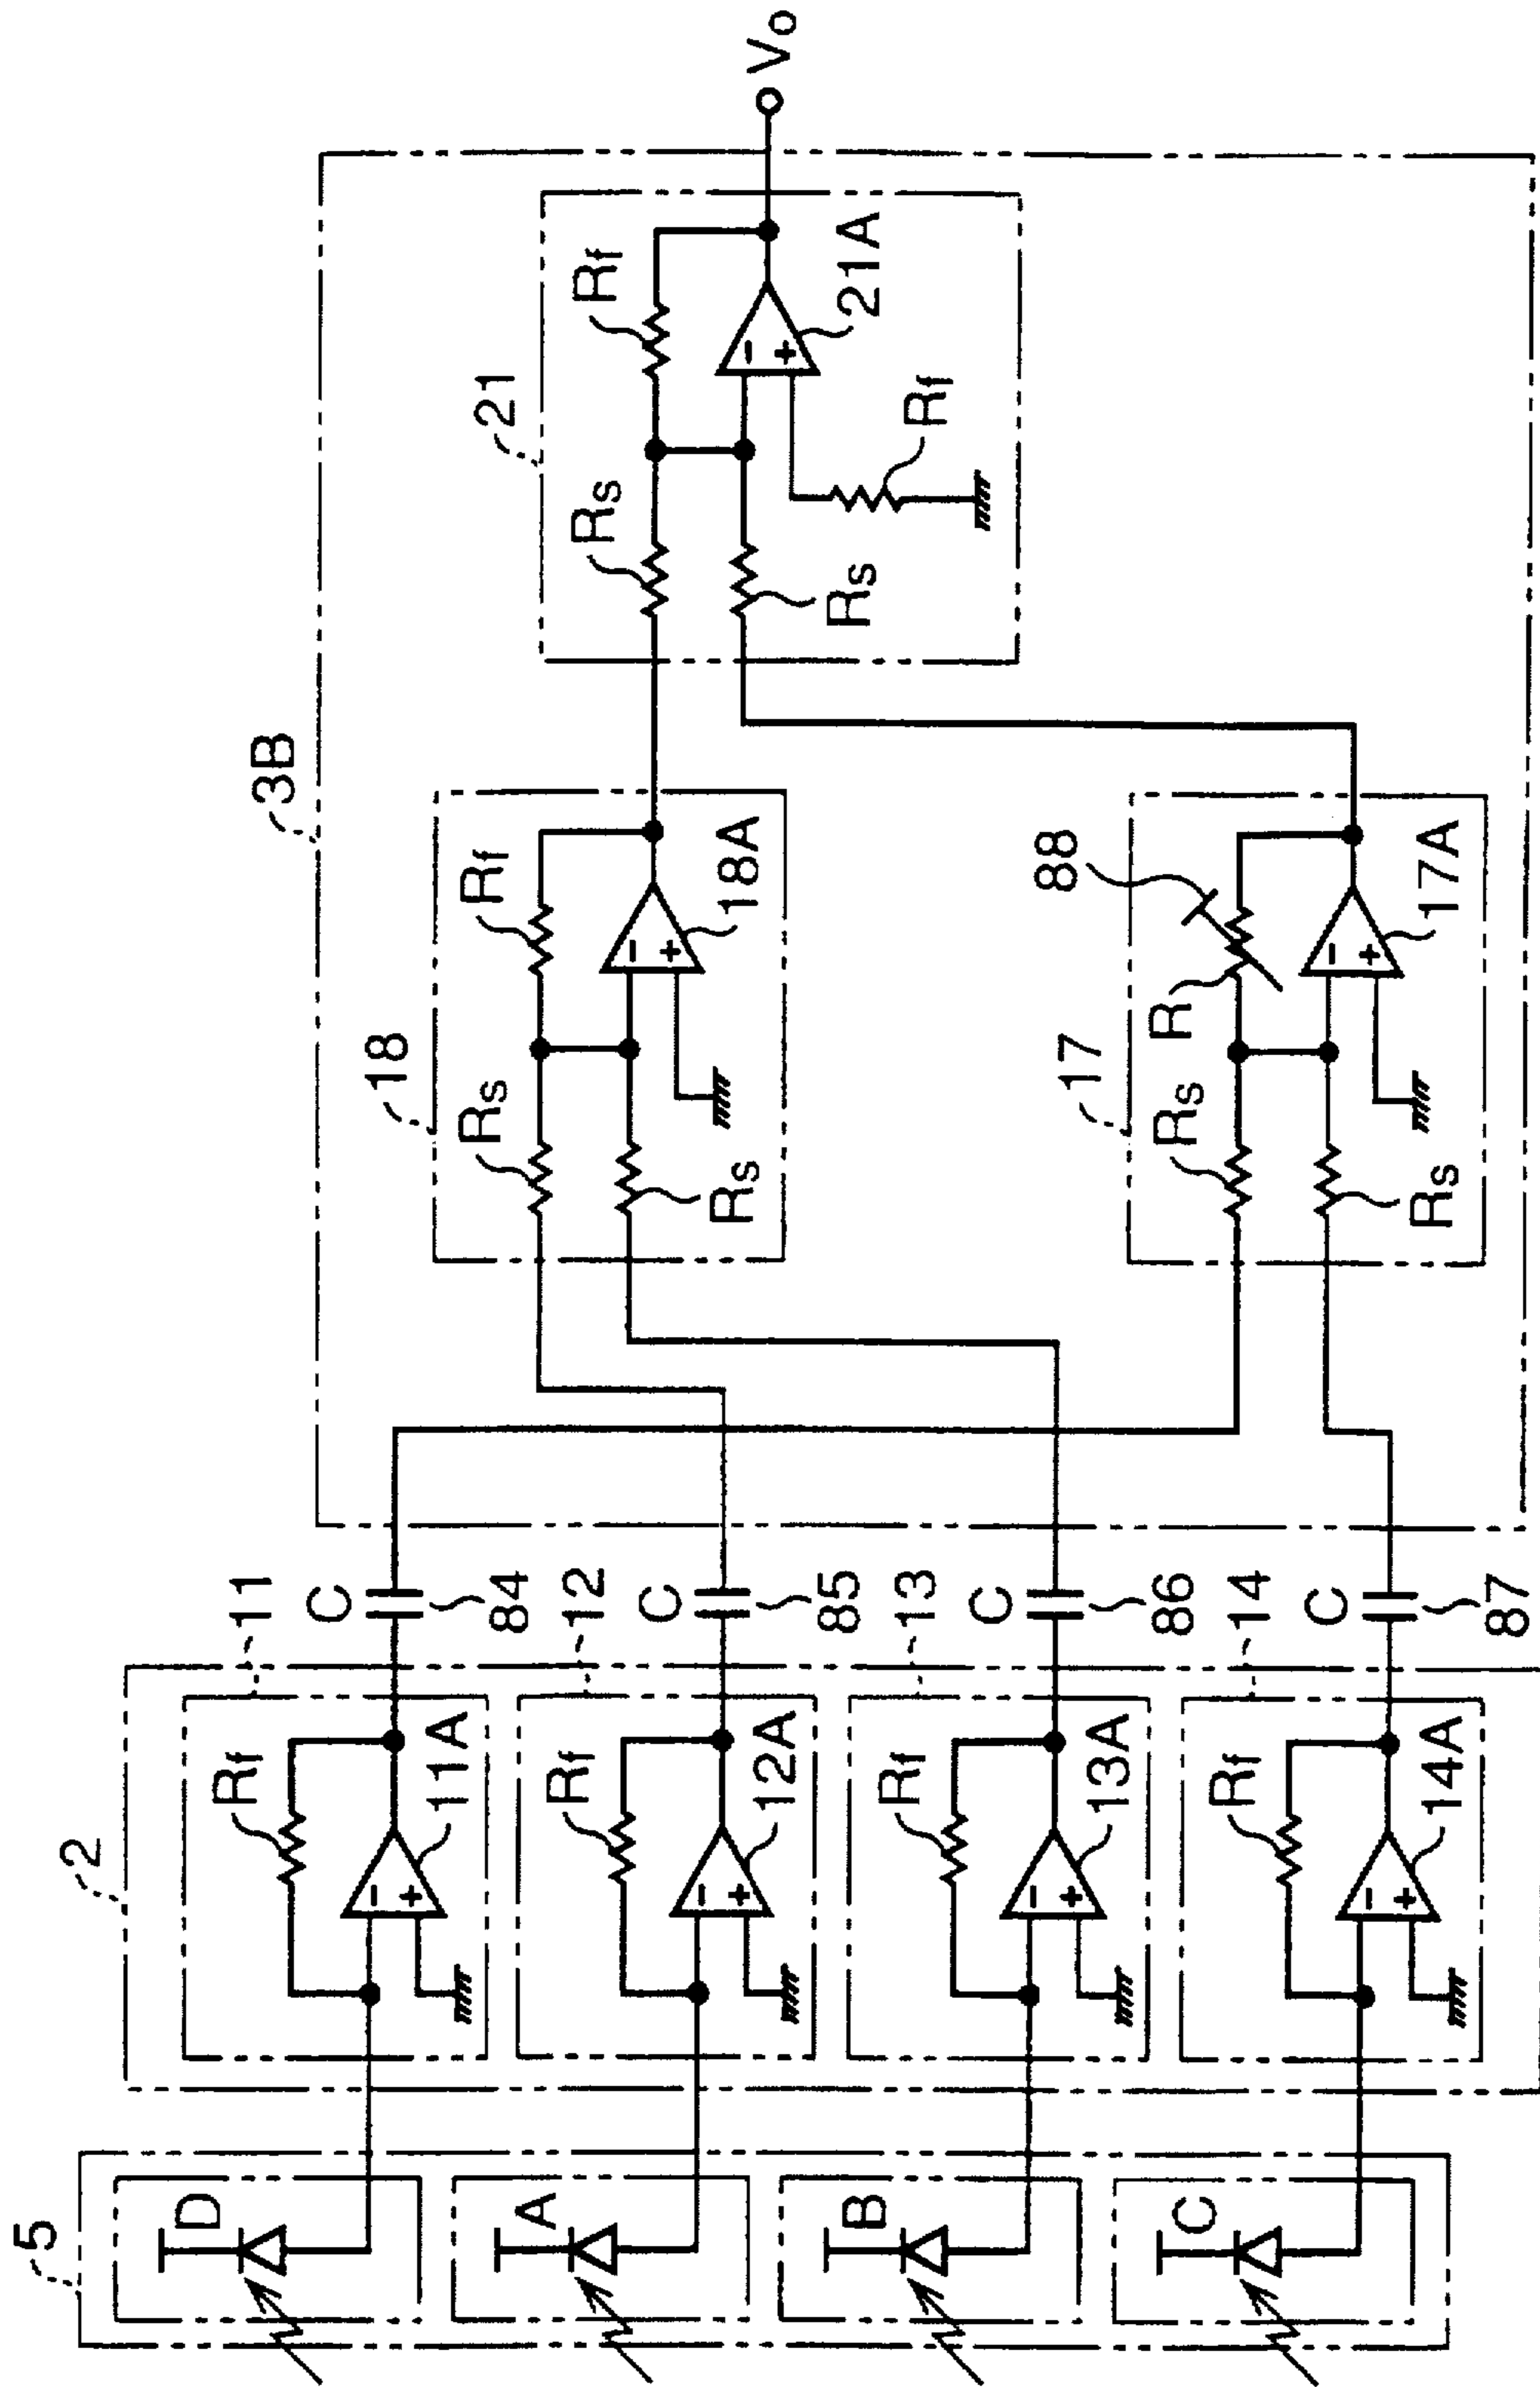 5
D
A
B
C
2
11
Rf
11A
12
Rf
12A
13
Rf
13A
14
Rf
14A
C
84
C
85
C
86
C
87
3B
18
Rs
Rf
Rs
18A
17
Rs
R
88
Rs
17A
21
Rs
Rf
Rs
Rf
21A
Vo
- +
- +
- +
- +
- +
- +
- +